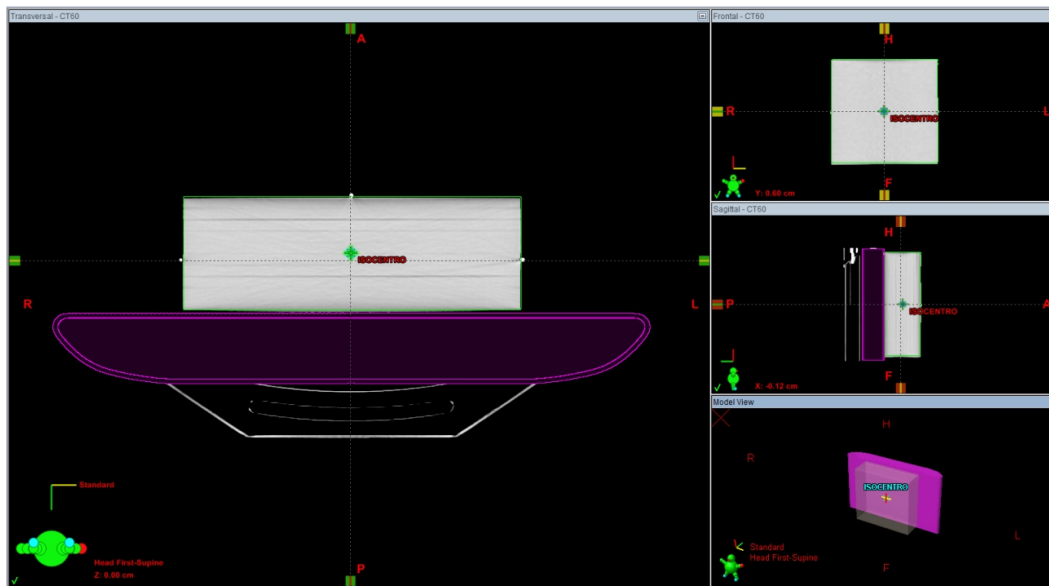 Transversal - CT60
A
ISOCENTRO
R
L
Standard
Head First-Supine
Z: 0.00 cm
P
Frontal - CT60
H
R
L
ISOCENTRO
F
Y: 0.60 cm
Sagittal - CT60
H
P
A
ISOCENTRO
F
X: -0.12 cm
Model View
H
R
ISOCENTRO
L
Standard
Head First-Supine
F